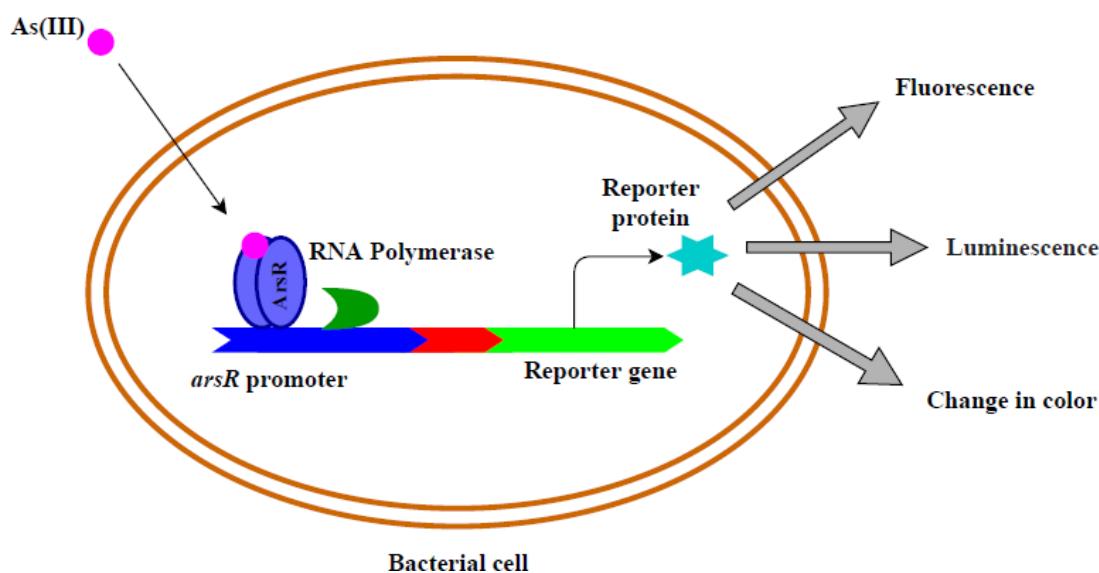 As(III)
Fluorescence
Reporter
protein
RNA Polymerase
Luminescence
ArsR
arsR promoter
Reporter gene
Change in color
Bacterial cell